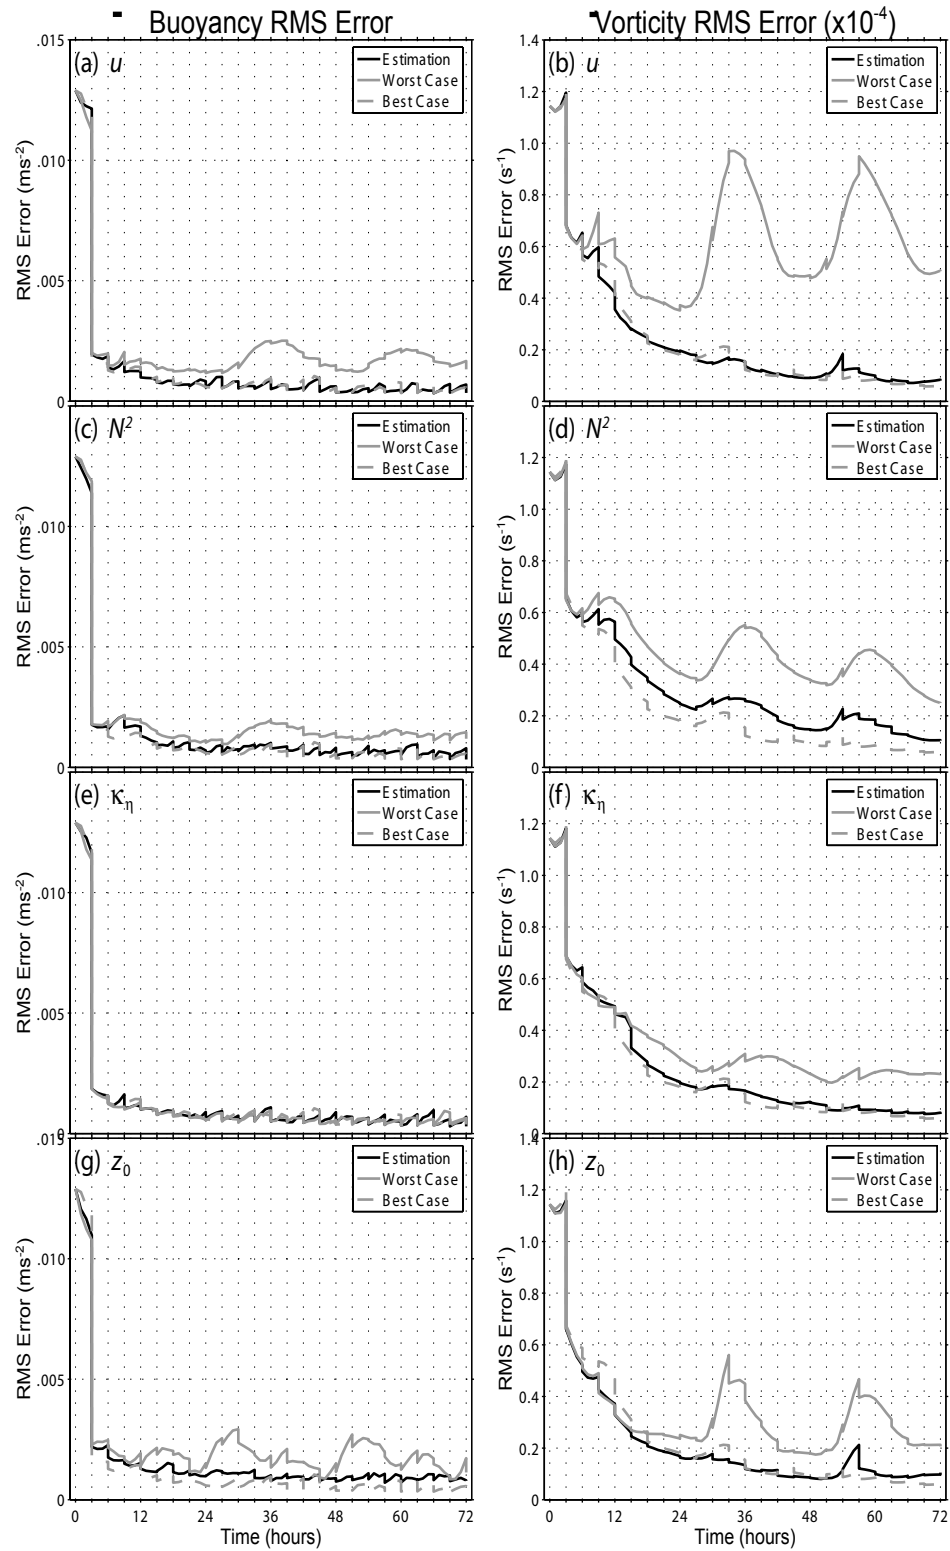 Buoyancy RMS Error
Vorticity RMS Error (x10-4)
.015
.010
.005
0
RMS Error (ms-2)
(a) u
Estimation
Worst Case
Best Case
1.4
1.2
1.0
0.8
0.6
0.4
0.2
0
RMS Error (s-1)
(b) u
Estimation
Worst Case
Best Case
.010
.005
0
RMS Error (ms-2)
(c) N2
Estimation
Worst Case
Best Case
1.2
1.0
0.8
0.6
0.4
0.2
0
RMS Error (s-1)
(d) N2
Estimation
Worst Case
Best Case
.010
.005
0
RMS Error (ms-2)
(e) κη
Estimation
Worst Case
Best Case
1.2
1.0
0.8
0.6
0.4
0.2
0
RMS Error (s-1)
(f) κη
Estimation
Worst Case
Best Case
.015
.010
.005
0
RMS Error (ms-2)
(g) z0
Estimation
Worst Case
Best Case
0 12 24 36 48 60 72
Time (hours)
1.4
1.2
1.0
0.8
0.6
0.4
0.2
0
RMS Error (s-1)
(h) z0
Estimation
Worst Case
Best Case
0 12 24 36 48 60 72
Time (hours)